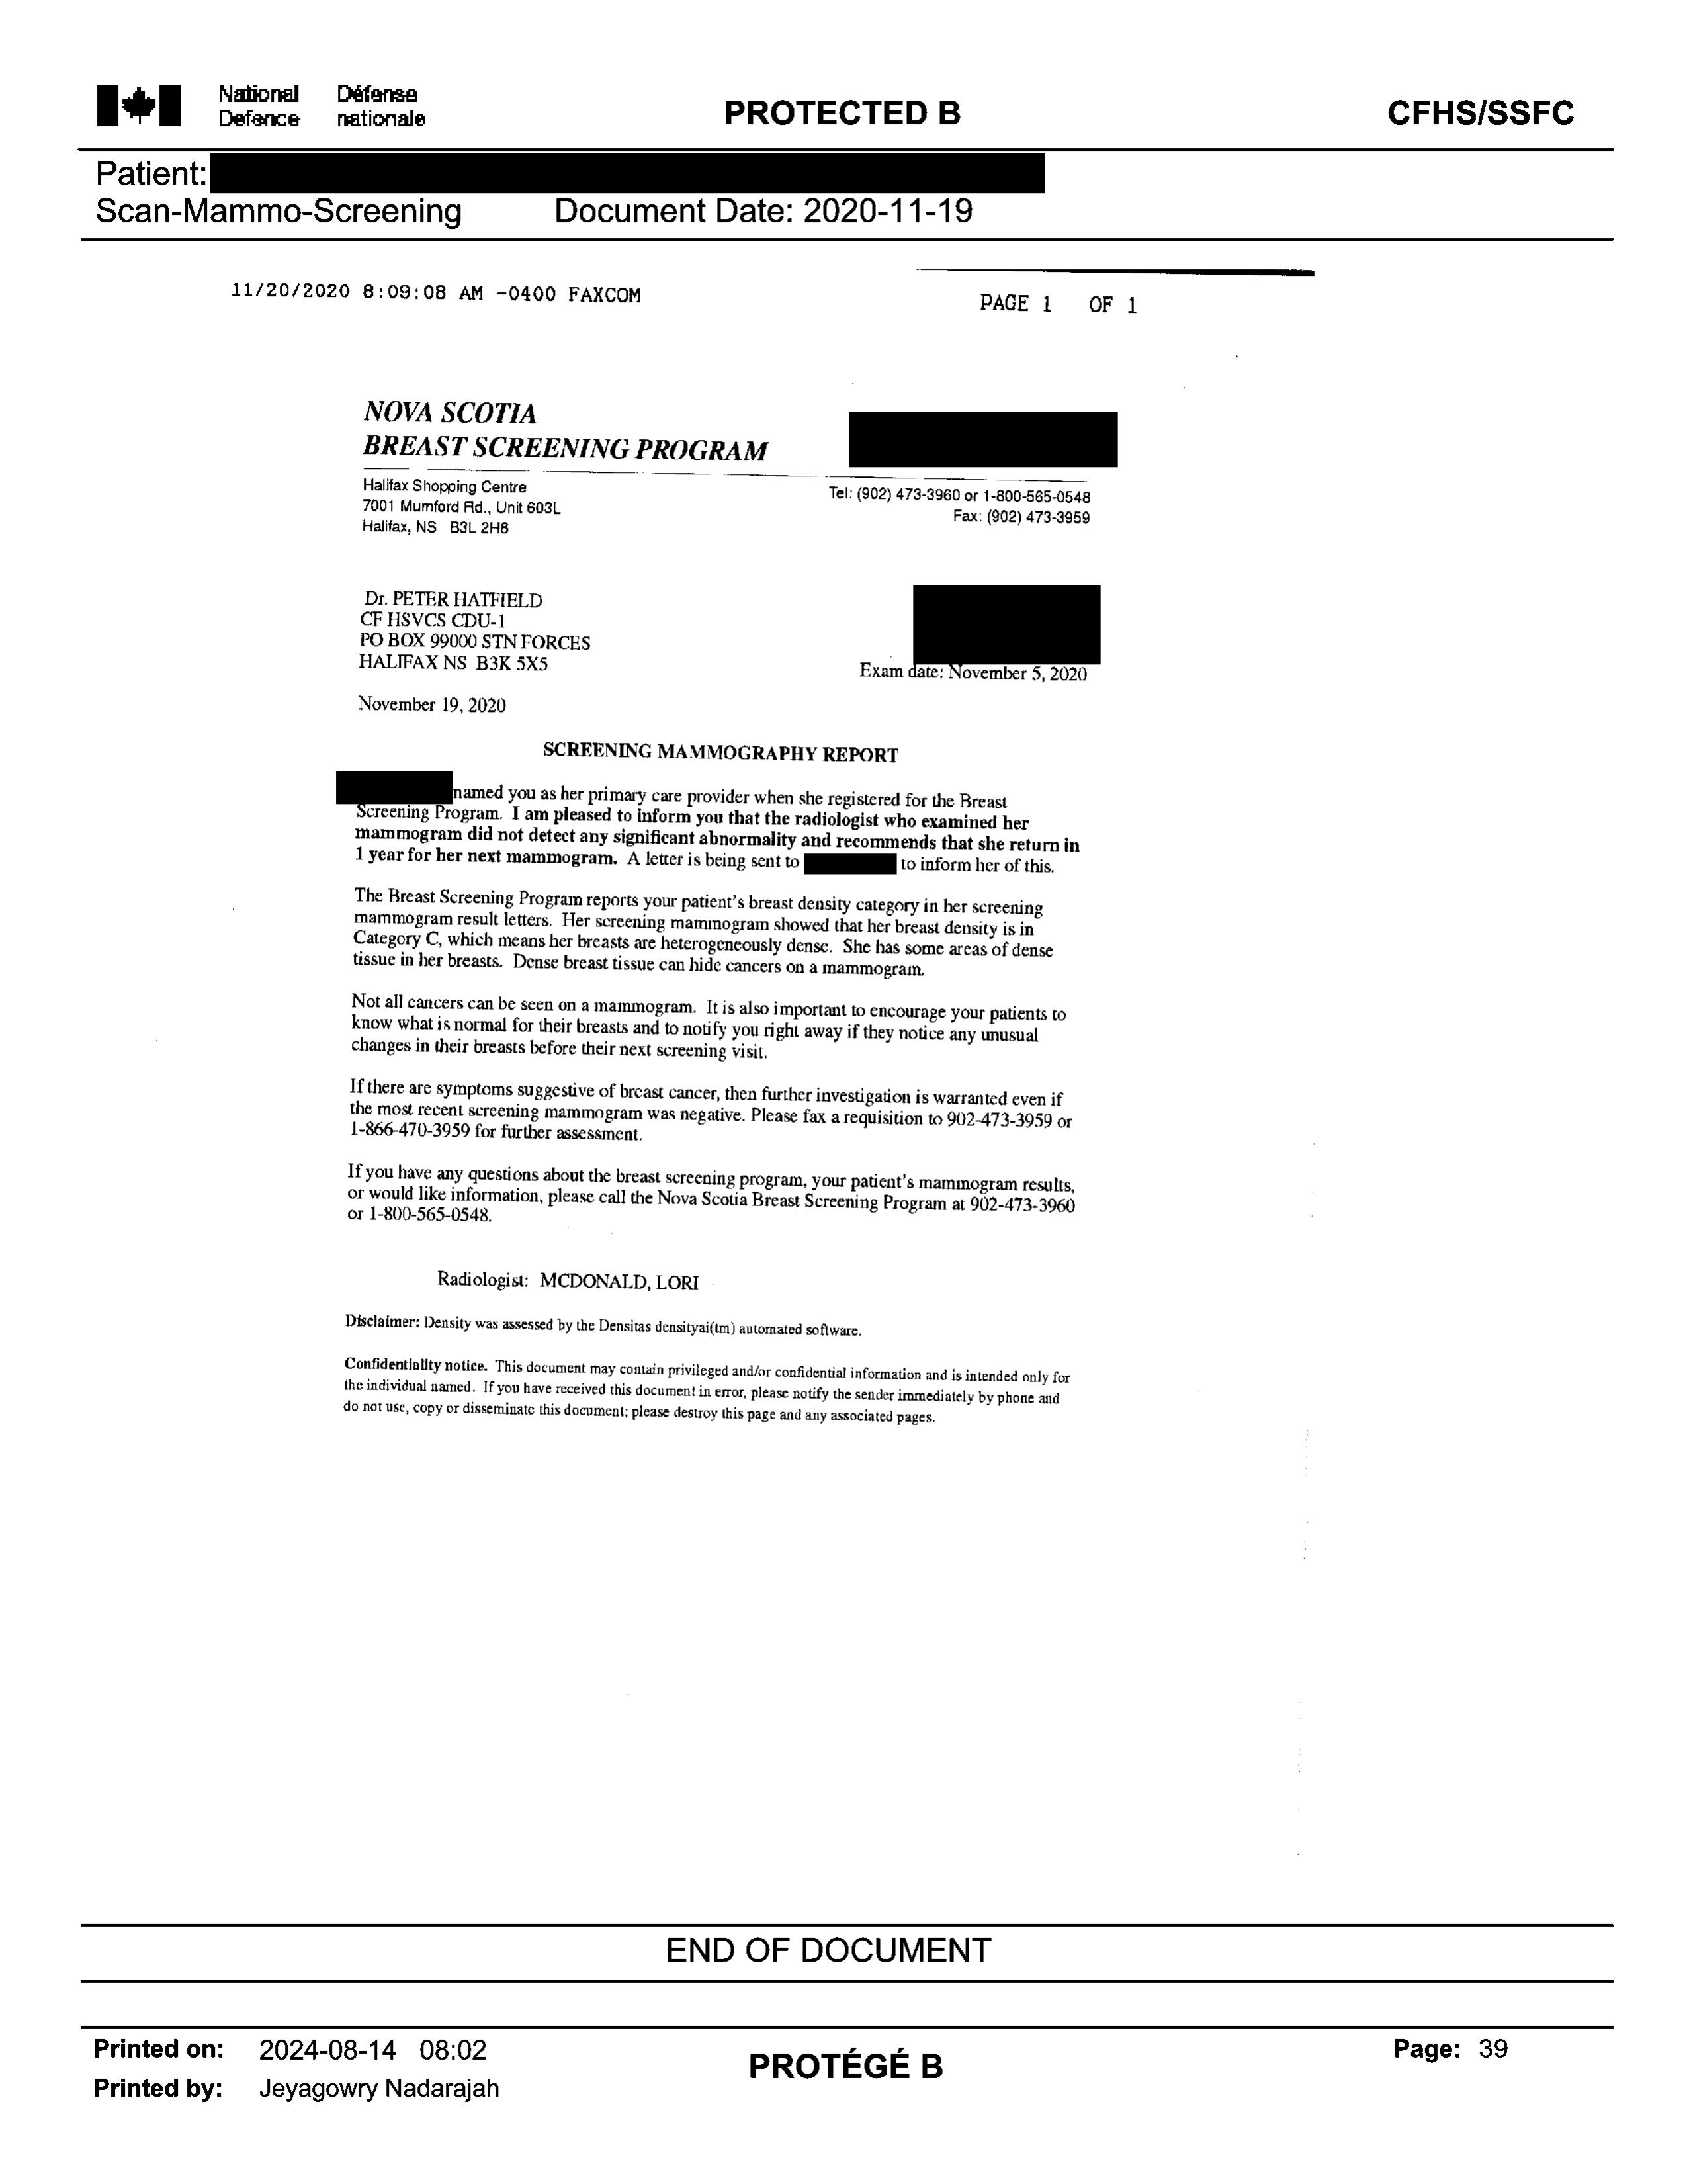 National Défense
Defence nationale
PROTECTED B
CFHS/SSFC
Patient:
Scan-Mammo-Screening Document Date: 2020-11-19
11/20/2020 8:09:08 AM -0400 FAXCOM
PAGE 1 OF 1
NOVA SCOTIA
BREAST SCREENING PROGRAM
Halifax Shopping Centre
7001 Mumford Rd., Unit 603L
Halifax, NS B3L 2H8
Tel: (902) 473-3960 or 1-800-565-0548
Fax: (902) 473-3959
Dr. PETER HATFIELD
CF HSVCS CDU-1
PO BOX 99000 STN FORCES
HALIFAX NS B3K 5X5
Exam date: November 5, 2020
November 19, 2020
SCREENING MAMMOGRAPHY REPORT
named you as her primary care provider when she registered for the Breast
Screening Program. I am pleased to inform you that the radiologist who examined her
mammogram did not detect any significant abnormality and recommends that she return in
1 year for her next mammogram. A letter is being sent to to inform her of this.
The Breast Screening Program reports your patient's breast density category in her screening
mammogram result letters. Her screening mammogram showed that her breast density is in
Category C, which means her breasts are heterogeneously dense. She has some areas of dense
tissue in her breasts. Dense breast tissue can hide cancers on a mammogram.
Not all cancers can be seen on a mammogram. It is also important to encourage your patients to
know what is normal for their breasts and to notify you right away if they notice any unusual
changes in their breasts before their next screening visit.
If there are symptoms suggestive of breast cancer, then further investigation is warranted even if
the most recent screening mammogram was negative. Please fax a requisition to 902-473-3959 or
1-866-470-3959 for further assessment.
If you have any questions about the breast screening program, your patient's mammogram results,
or would like information, please call the Nova Scotia Breast Screening Program at 902-473-3960
or 1-800-565-0548.
Radiologist: MCDONALD, LORI
Disclaimer: Density was assessed by the Densitas densityai(tm) automated software.
Confidentiality notice. This document may contain privileged and/or confidential information and is intended only for
the individual named. If you have received this document in error, please notify the sender immediately by phone and
do not use, copy or disseminate this document; please destroy this page and any associated pages.
END OF DOCUMENT
Printed on: 2024-08-14 08:02
Printed by: Jeyagowry Nadarajah
PROTÉGÉ B
Page: 39